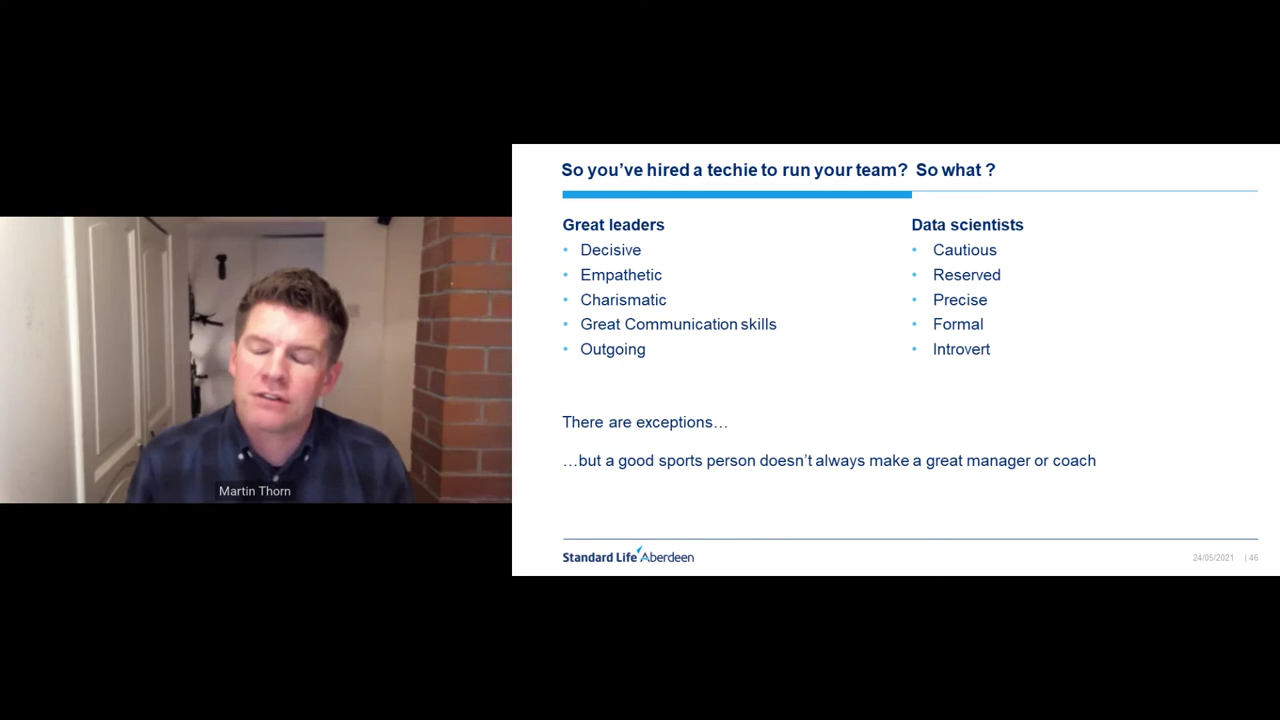 So you've hired a techie to run your team? So what ?
Great leaders
• Decisive
• Empathetic
• Charismatic
• Great Communication skills
• Outgoing
Data scientists
• Cautious
• Reserved
• Precise
• Formal
• Introvert
There are exceptions…
…but a good sports person doesn't always make a great manager or coach
Standard Life Aberdeen
24/05/2021 | 46
Martin Thorn